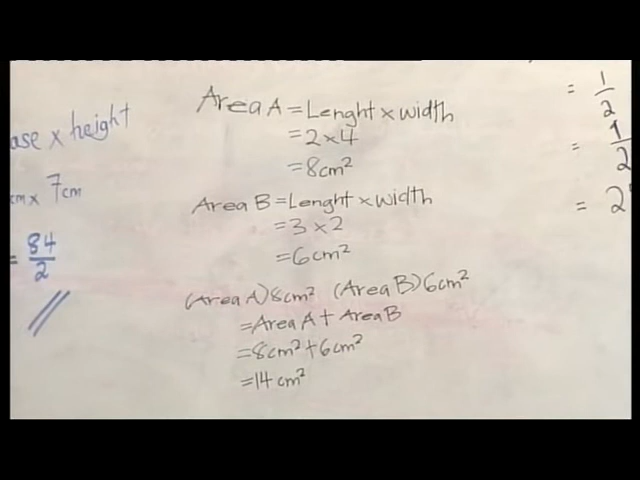 ase x height
cm x 7cm
= 84
2
Area A = Lenght x width
= 2 x 4
= 8cm²
Area B = Lenght x width
= 3 x 2
= 6cm²
(Area A) 8cm² (Area B) 6cm²
= Area A + Area B
= 8cm² + 6cm²
= 14 cm²
= 1
2
= 1
2
= 2